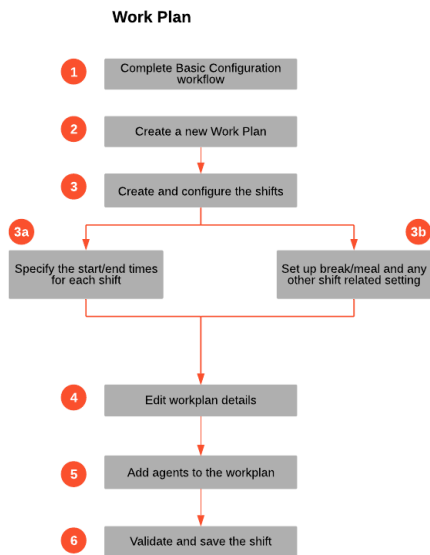 Work Plan
1
Complete Basic Configuration
workflow
2
Create a new Work Plan
3
Create and configure the shifts
3a
3b
Specify the start/end times
for each shift
Set up break/meal and any
other shift related setting
4
Edit workplan details
5
Add agents to the workplan
6
Validate and save the shift